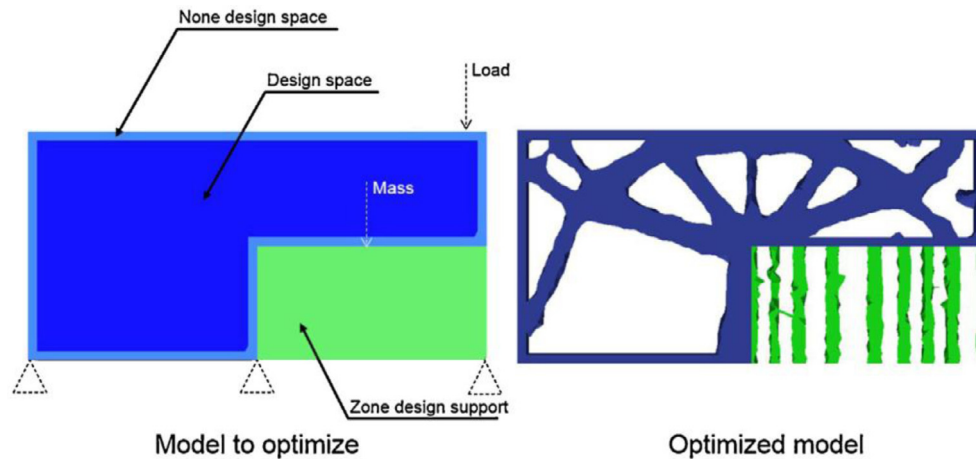 None design space
Design space
Load
Mass
Zone design support
Model to optimize
Optimized model